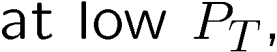 at low $P_T$,